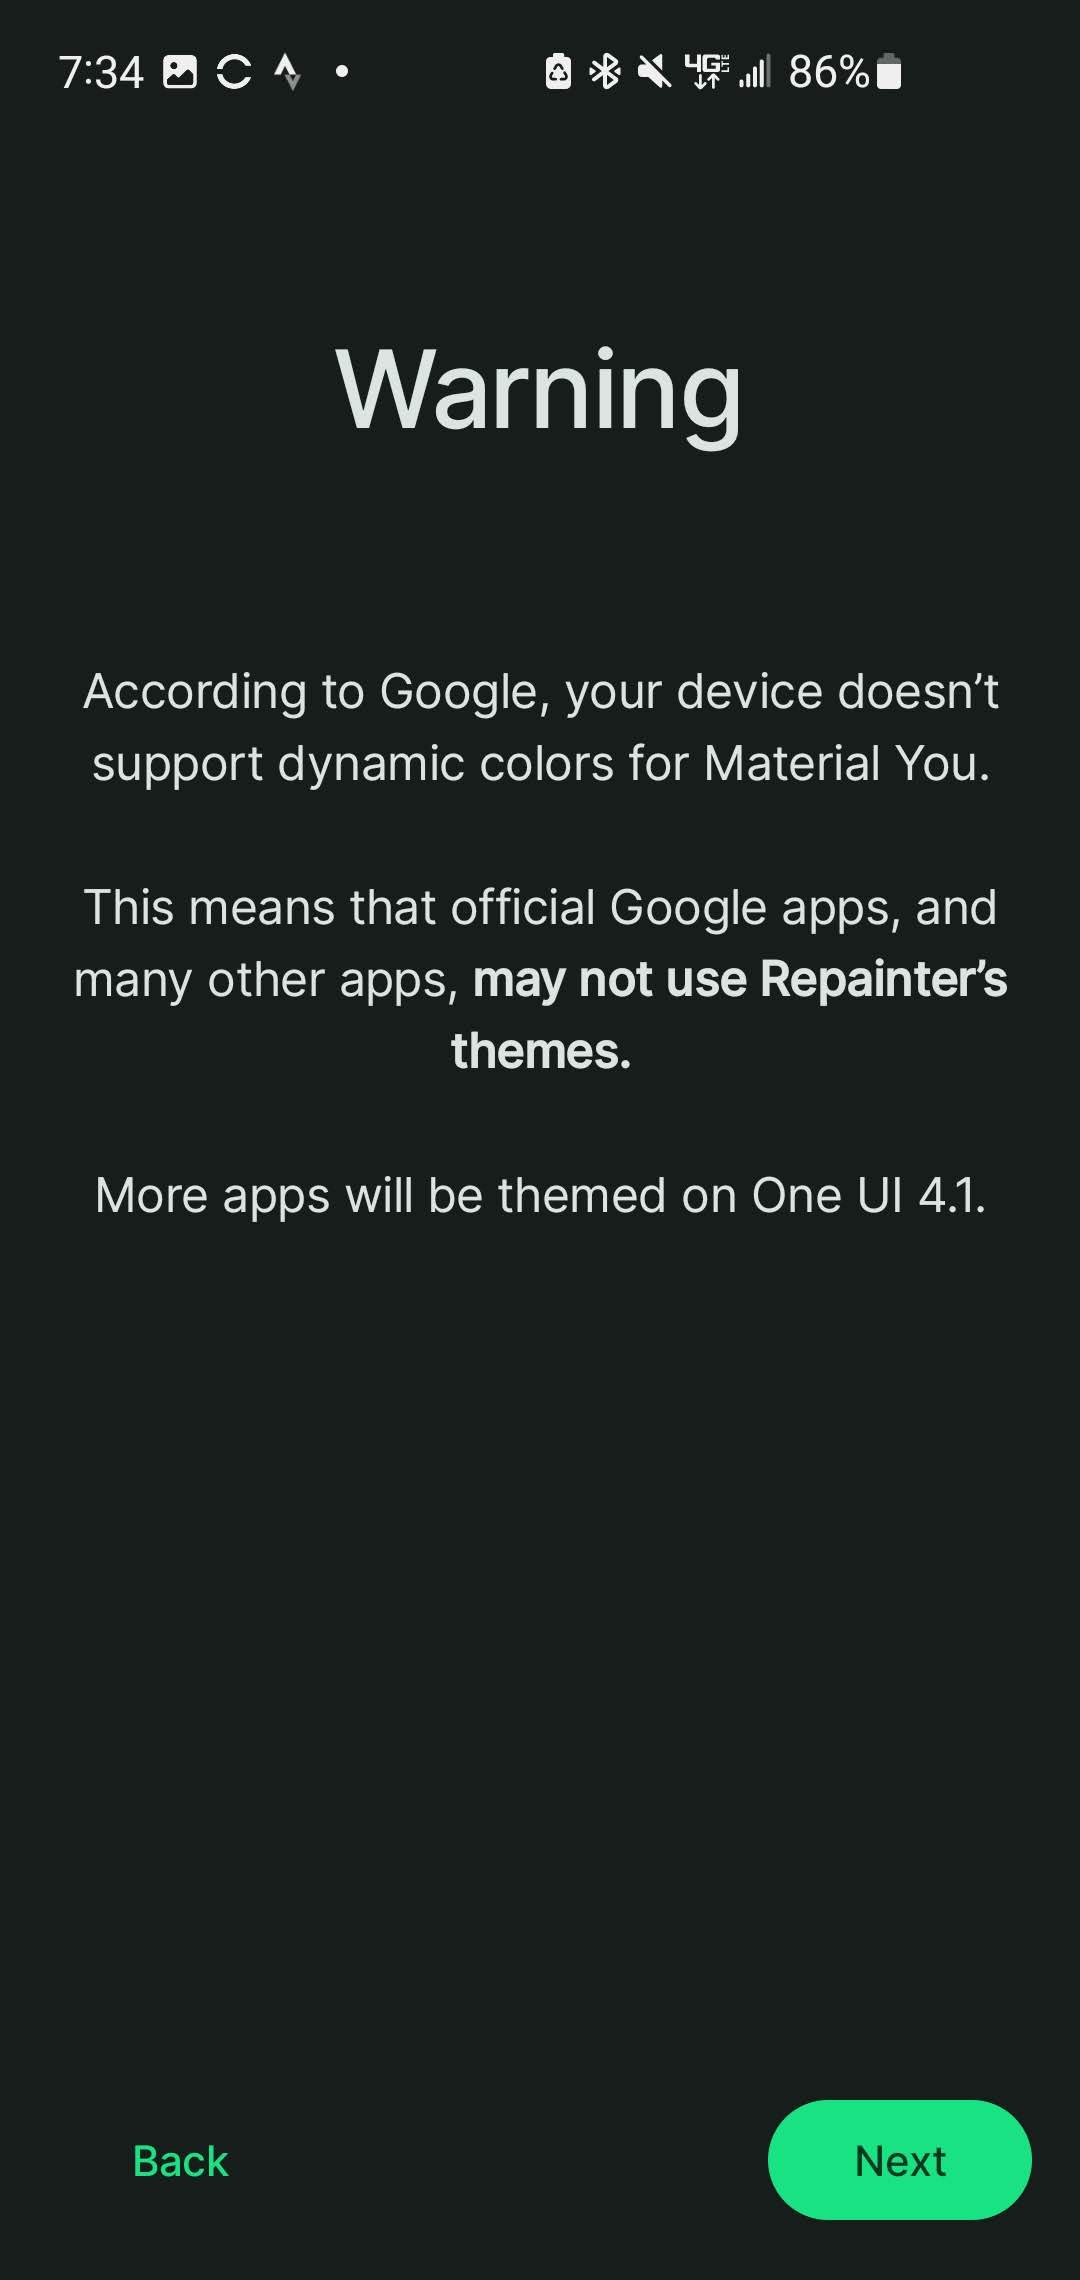 7:34
4G LTE
86%
Warning
According to Google, your device doesn’t
support dynamic colors for Material You.
This means that official Google apps, and
many other apps, may not use Repainter’s
themes.
More apps will be themed on One UI 4.1.
Back
Next